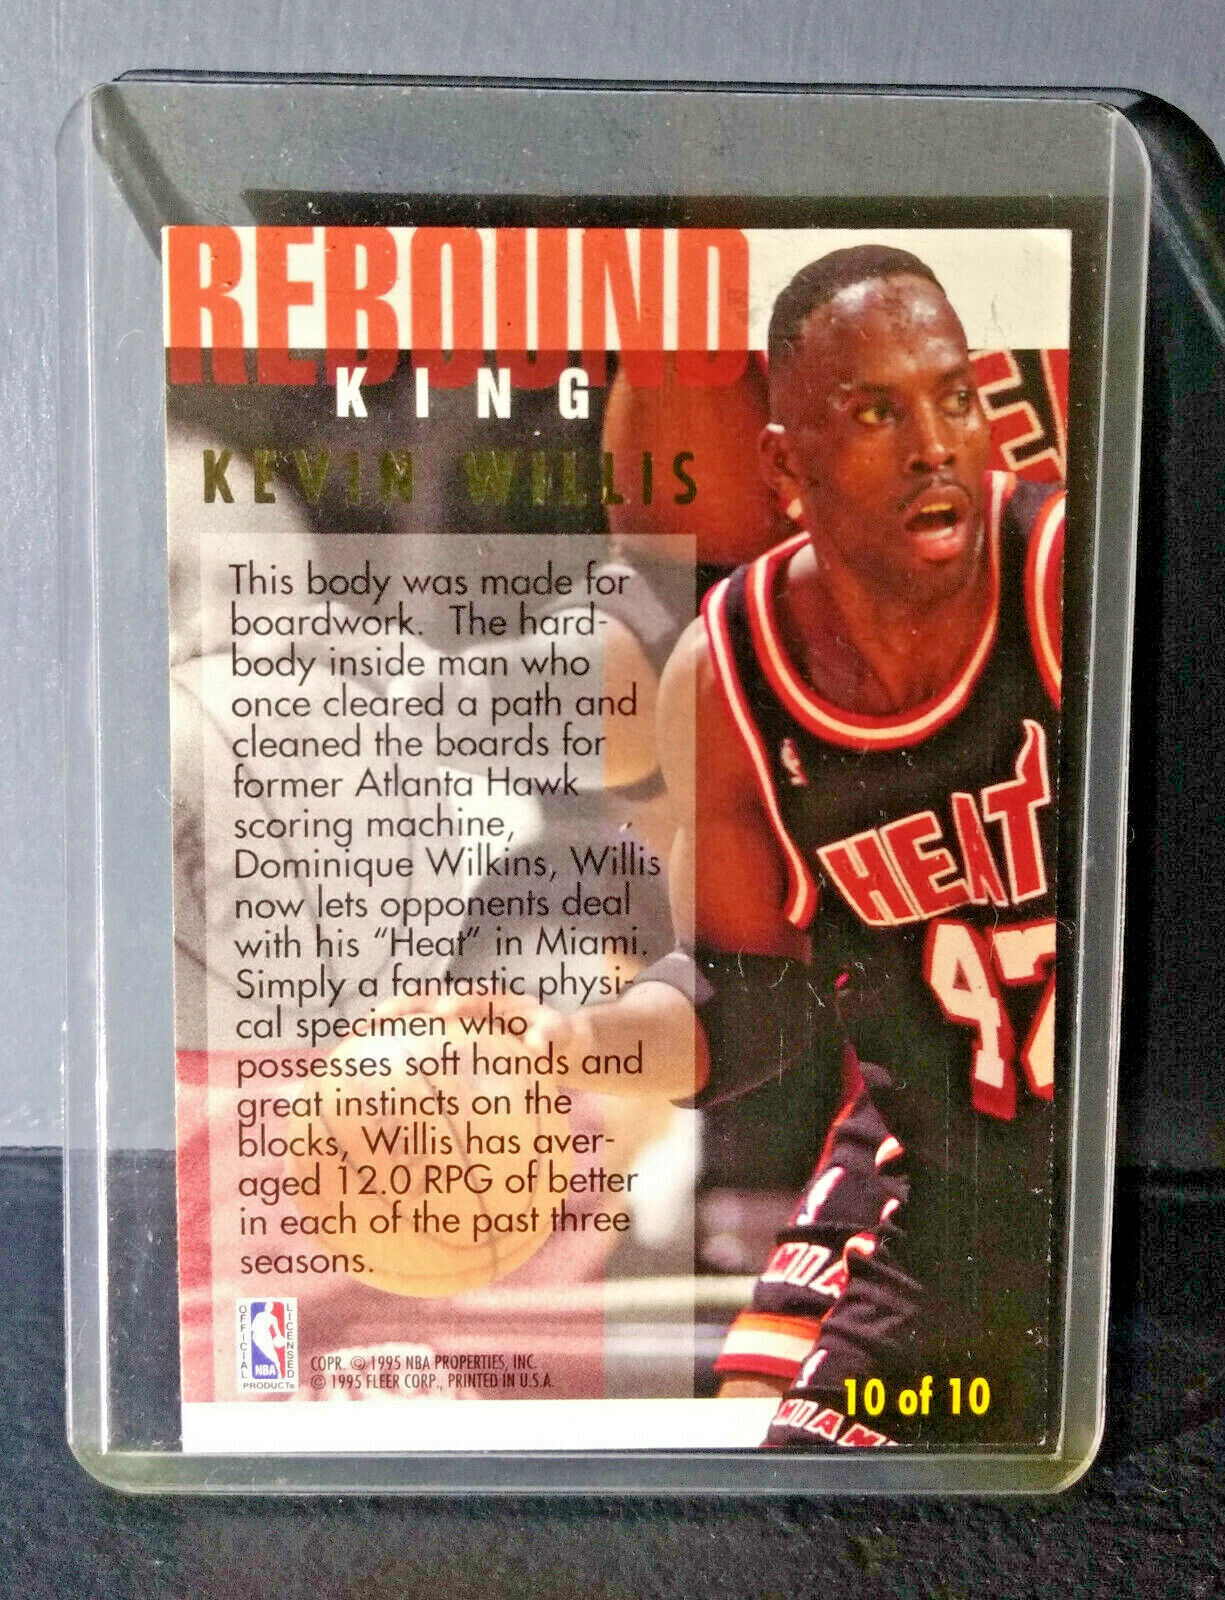 REBOUND
KING
KEVIN WILLIS
This body was made for
boardwork. The hard-
body inside man who
once cleared a path and
cleaned the boards for
former Atlanta Hawk
scoring machine,
Dominique Wilkins, Willis
now lets opponents deal
with his "Heat" in Miami.
Simply a fantastic physi-
cal specimen who
possesses soft hands and
great instincts on the
blocks, Willis has aver-
aged 12.0 RPG of better
in each of the past three
seasons.
HEAT
42
MIA
MIAMI
OFFICIAL LICENSED
NBA
PRODUCT
COPR. © 1995 NBA PROPERTIES, INC.
© 1995 FLEER CORP., PRINTED IN U.S.A.
10 of 10